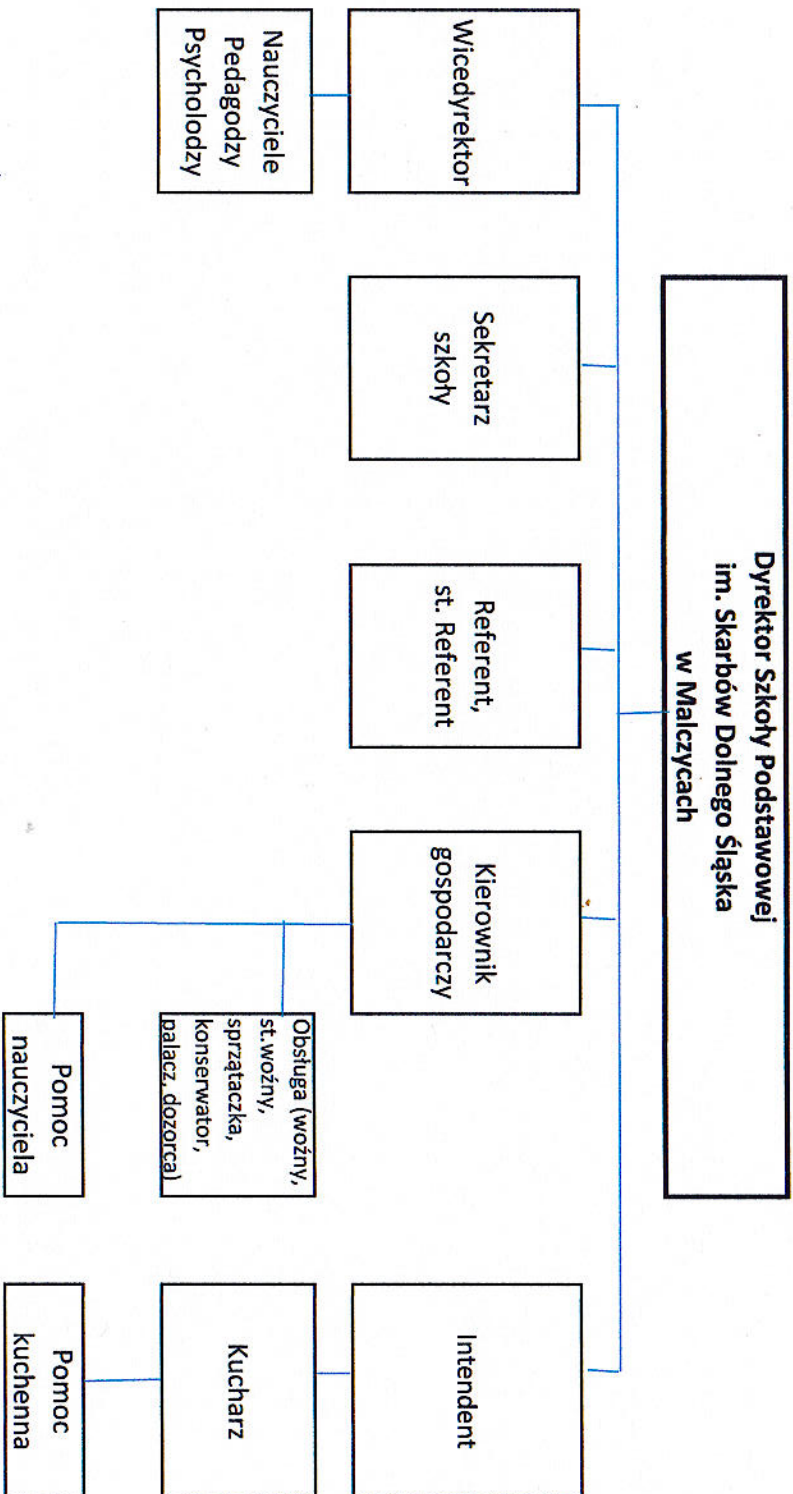 Dyrektor Szkoły Podstawowej
im. Skarbów Dolnego Śląska
w Malczycach
Wicedyrektor
Sekretarz
szkoły
Referent,
st. Referent
Kierownik
gospodarczy
Intendent
Nauczyciele
Pedagodzy
Psycholodzy
Obsługa (woźny,
st.woźny,
sprzątaczka,
konserwator,
palacz, dozorca)
Kucharz
Pomoc
nauczyciela
Pomoc
kuchenna